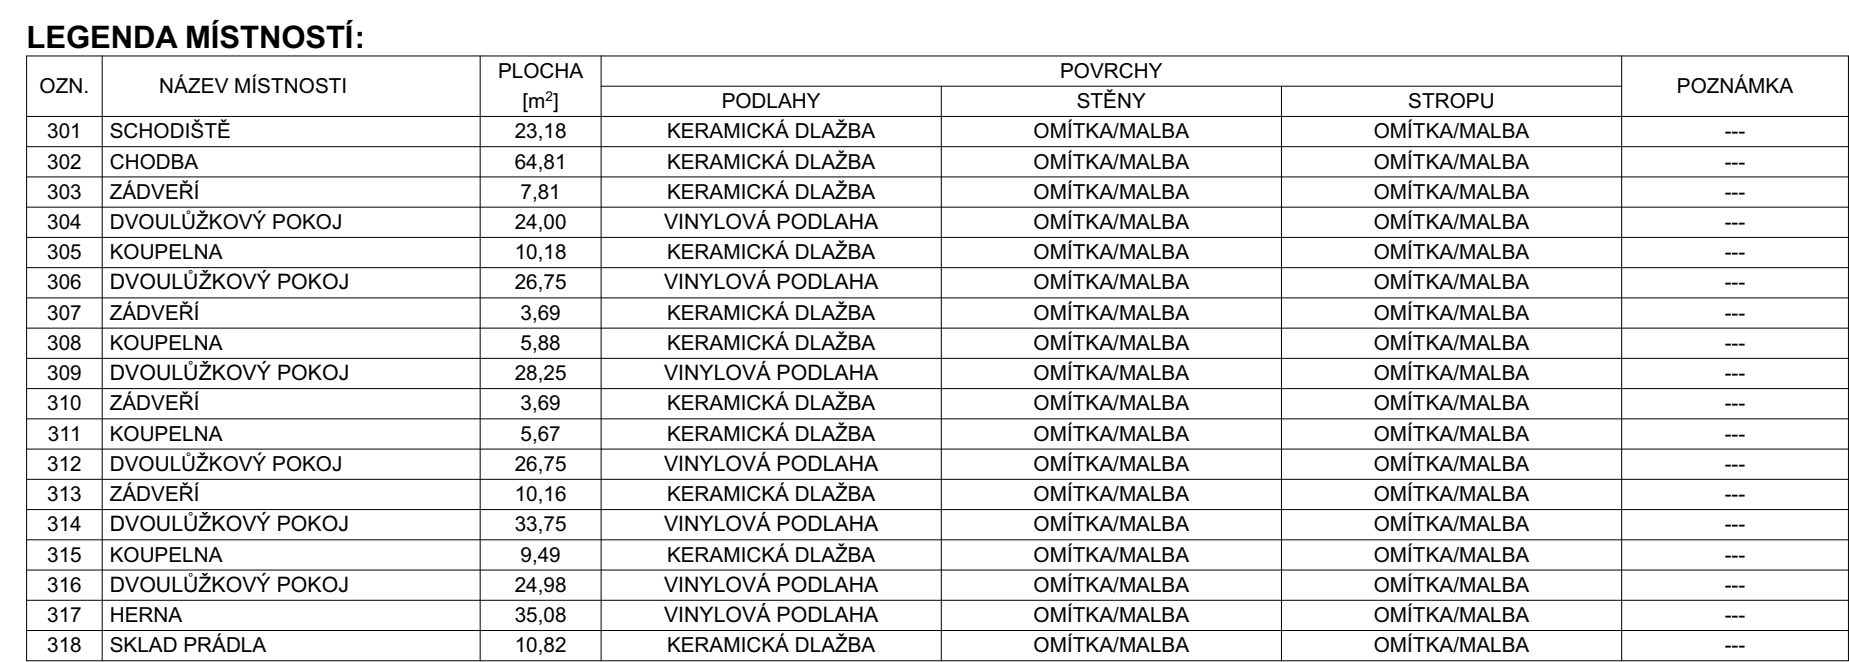 LEGENDA MÍSTNOSTÍ:
OZN. NÁZEV MÍSTNOSTI PLOCHA [m²] POVRCHY POZNÁMKA
PODLAHY STĚNY STROPU
301 SCHODIŠTĚ 23,18 KERAMICKÁ DLAŽBA OMÍTKA/MALBA OMÍTKA/MALBA ---
302 CHODBA 64,81 KERAMICKÁ DLAŽBA OMÍTKA/MALBA OMÍTKA/MALBA ---
303 ZÁDVEŘÍ 7,81 KERAMICKÁ DLAŽBA OMÍTKA/MALBA OMÍTKA/MALBA ---
304 DVOULŮŽKOVÝ POKOJ 24,00 VINYLOVÁ PODLAHA OMÍTKA/MALBA OMÍTKA/MALBA ---
305 KOUPELNA 10,18 KERAMICKÁ DLAŽBA OMÍTKA/MALBA OMÍTKA/MALBA ---
306 DVOULŮŽKOVÝ POKOJ 26,75 VINYLOVÁ PODLAHA OMÍTKA/MALBA OMÍTKA/MALBA ---
307 ZÁDVEŘÍ 3,69 KERAMICKÁ DLAŽBA OMÍTKA/MALBA OMÍTKA/MALBA ---
308 KOUPELNA 5,88 KERAMICKÁ DLAŽBA OMÍTKA/MALBA OMÍTKA/MALBA ---
309 DVOULŮŽKOVÝ POKOJ 28,25 VINYLOVÁ PODLAHA OMÍTKA/MALBA OMÍTKA/MALBA ---
310 ZÁDVEŘÍ 3,69 KERAMICKÁ DLAŽBA OMÍTKA/MALBA OMÍTKA/MALBA ---
311 KOUPELNA 5,67 KERAMICKÁ DLAŽBA OMÍTKA/MALBA OMÍTKA/MALBA ---
312 DVOULŮŽKOVÝ POKOJ 26,75 VINYLOVÁ PODLAHA OMÍTKA/MALBA OMÍTKA/MALBA ---
313 ZÁDVEŘÍ 10,16 KERAMICKÁ DLAŽBA OMÍTKA/MALBA OMÍTKA/MALBA ---
314 DVOULŮŽKOVÝ POKOJ 33,75 VINYLOVÁ PODLAHA OMÍTKA/MALBA OMÍTKA/MALBA ---
315 KOUPELNA 9,49 KERAMICKÁ DLAŽBA OMÍTKA/MALBA OMÍTKA/MALBA ---
316 DVOULŮŽKOVÝ POKOJ 24,98 VINYLOVÁ PODLAHA OMÍTKA/MALBA OMÍTKA/MALBA ---
317 HERNA 35,08 VINYLOVÁ PODLAHA OMÍTKA/MALBA OMÍTKA/MALBA ---
318 SKLAD PRÁDLA 10,82 KERAMICKÁ DLAŽBA OMÍTKA/MALBA OMÍTKA/MALBA ---